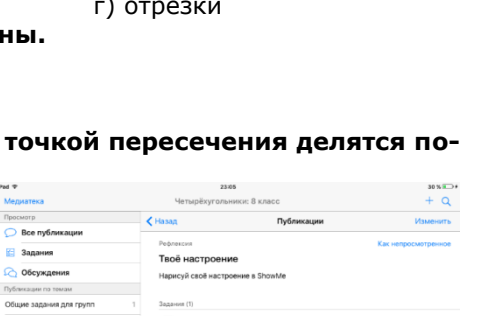 г) отрезки
ны.
точкой пересечения делятся по-
Pad
23:05
30 %
Медиатека
Четырёхугольники: 8 класс
Просмотр
Назад
Публикации
Изменить
Все публикации
Рефлексия
Как непросмотренное
Задания
Твоё настроение
Обсуждения
Нарисуй своё настроение в ShowMe
Публикации по темам
Общие задания для групп 1
Задания (1)